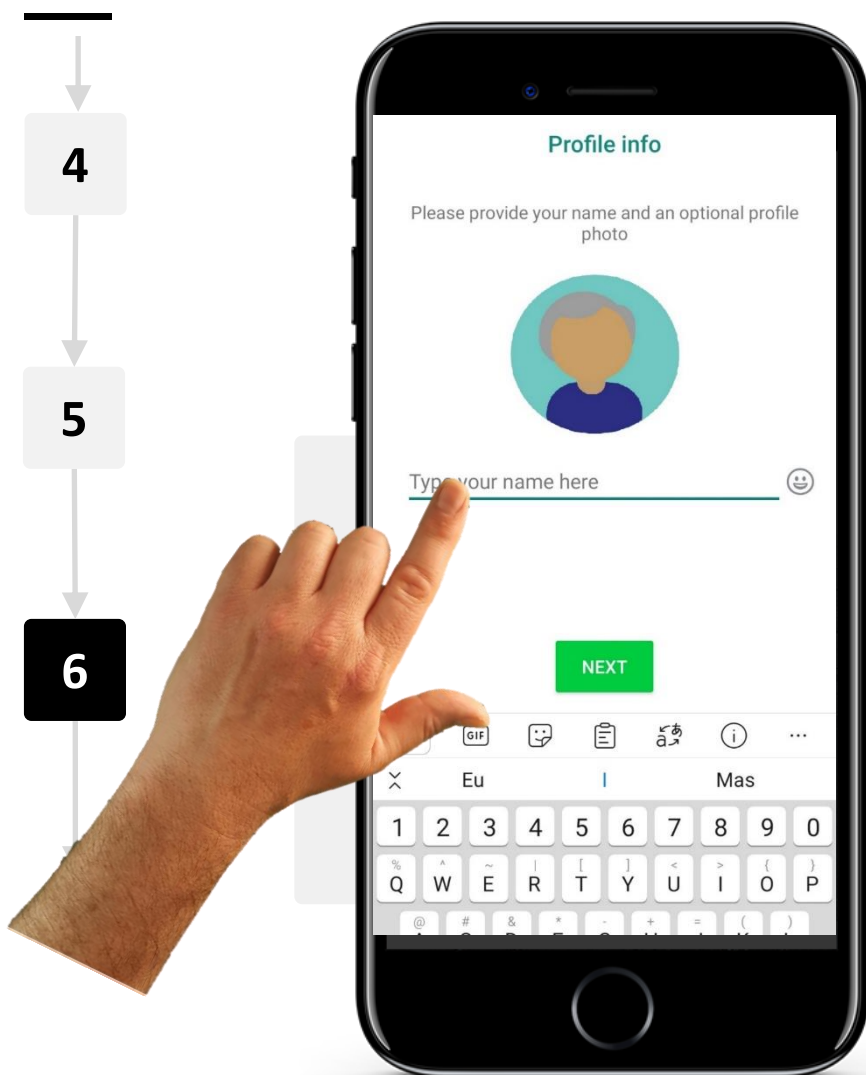 4
5
6
Profile info
Please provide your name and an optional profile
photo
Type your name here
NEXT
GIF
Eu I Mas
1 2 3 4 5 6 7 8 9 0
% ^ ~ | [ ] < > { }
Q W E R T Y U I O P
@ # & * - + = ( )